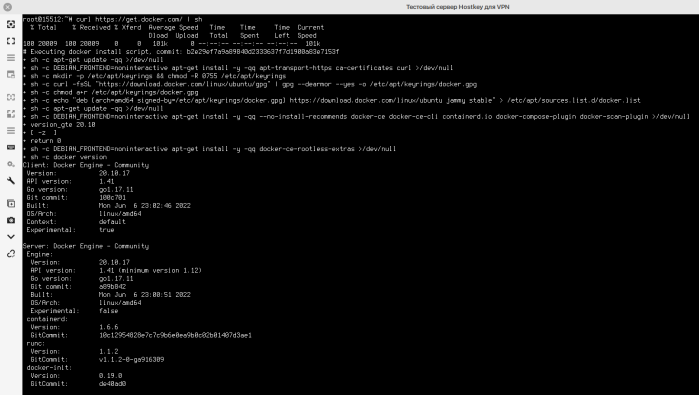 Тестовый сервер Hostkey для VPN
root@15512:~# curl https://get.docker.com/ | sh
% Total % Received % Xferd Average Speed Time Time Time Current
Dload Upload Total Spent Left Speed
100 20009 100 20009 0 0 101k 0 --:--:-- --:--:-- --:--:-- 101k
# Executing docker install script, commit: b2e29ef7a9a89840d2333637f7d1900a83e7153f
+ sh -c apt-get update -qq >/dev/null
+ sh -c DEBIAN_FRONTEND=noninteractive apt-get install -y -qq apt-transport-https ca-certificates curl >/dev/null
+ sh -c mkdir -p /etc/apt/keyrings && chmod -R 0755 /etc/apt/keyrings
+ sh -c curl -fsSL "https://download.docker.com/linux/ubuntu/gpg" | gpg --dearmor --yes -o /etc/apt/keyrings/docker.gpg
+ sh -c chmod a+r /etc/apt/keyrings/docker.gpg
+ sh -c echo "deb [arch=amd64 signed-by=/etc/apt/keyrings/docker.gpg] https://download.docker.com/linux/ubuntu jammy stable" > /etc/apt/sources.list.d/docker.list
+ sh -c apt-get update -qq >/dev/null
+ sh -c DEBIAN_FRONTEND=noninteractive apt-get install -y -qq --no-install-recommends docker-ce docker-ce-cli containerd.io docker-compose-plugin docker-scan-plugin >/dev/null
+ version_gte 20.10
+ [ -z ]
+ return 0
+ sh -c DEBIAN_FRONTEND=noninteractive apt-get install -y -qq docker-ce-rootless-extras >/dev/null
+ sh -c docker version
Client: Docker Engine - Community
Version: 20.10.17
API version: 1.41
Go version: go1.17.11
Git commit: 100c701
Built: Mon Jun 6 23:02:46 2022
OS/Arch: linux/amd64
Context: default
Experimental: true
Server: Docker Engine - Community
Engine:
Version: 20.10.17
API version: 1.41 (minimum version 1.12)
Go version: go1.17.11
Git commit: a89b842
Built: Mon Jun 6 23:00:51 2022
OS/Arch: linux/amd64
Experimental: false
containerd:
Version: 1.6.6
GitCommit: 10c12954828e7c7c9b6e0ea9b0c02b01407d3ae1
runc:
Version: 1.1.2
GitCommit: v1.1.2-0-ga916309
docker-init:
Version: 0.19.0
GitCommit: de40ad0